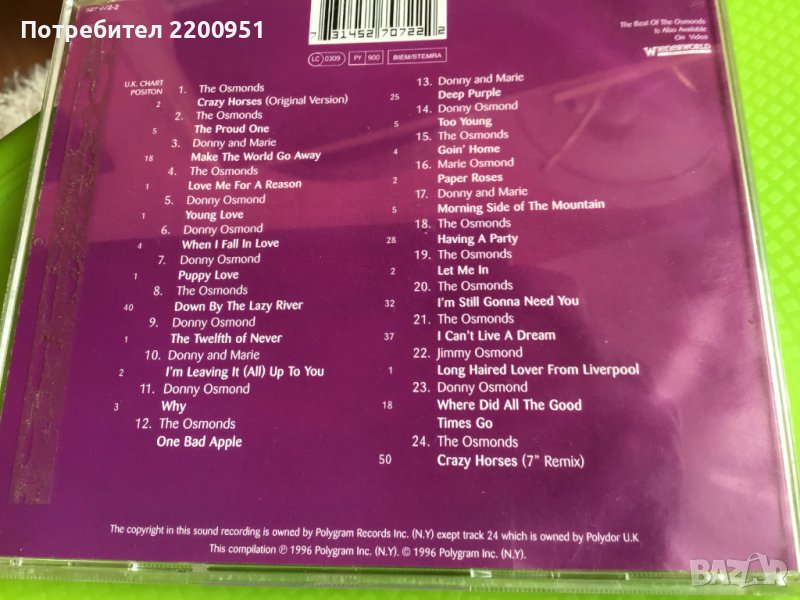 Потребител 2200951
527 072-2
7 31452 70722 2
LC 0309 PY 900 BIEM/STEMRA
The Best Of The Osmonds
Is Also Available
On Video
WIENERWORLD
U.K. CHART
POSITON
1. The Osmonds
2 Crazy Horses (Original Version)
2. The Osmonds
5 The Proud One
3. Donny and Marie
18 Make The World Go Away
4. The Osmonds
1 Love Me For A Reason
5. Donny Osmond
1 Young Love
6. Donny Osmond
4 When I Fall In Love
7. Donny Osmond
1 Puppy Love
8. The Osmonds
40 Down By The Lazy River
9. Donny Osmond
1 The Twelfth of Never
10. Donny and Marie
2 I'm Leaving It (All) Up To You
11. Donny Osmond
3 Why
12. The Osmonds
One Bad Apple
13. Donny and Marie
25 Deep Purple
14. Donny Osmond
5 Too Young
15. The Osmonds
4 Goin' Home
16. Marie Osmond
2 Paper Roses
17. Donny and Marie
5 Morning Side of The Mountain
18. The Osmonds
28 Having A Party
19. The Osmonds
2 Let Me In
20. The Osmonds
32 I'm Still Gonna Need You
21. The Osmonds
37 I Can't Live A Dream
22. Jimmy Osmond
1 Long Haired Lover From Liverpool
23. Donny Osmond
18 Where Did All The Good
Times Go
24. The Osmonds
50 Crazy Horses (7" Remix)
The copyright in this sound recording is owned by Polygram Records Inc. (N.Y) exept track 24 which is owned by Polydor U.K
This compilation ℗ 1996 Polygram Inc. (N.Y). © 1996 Polygram Inc. (N.Y).
BAZAR